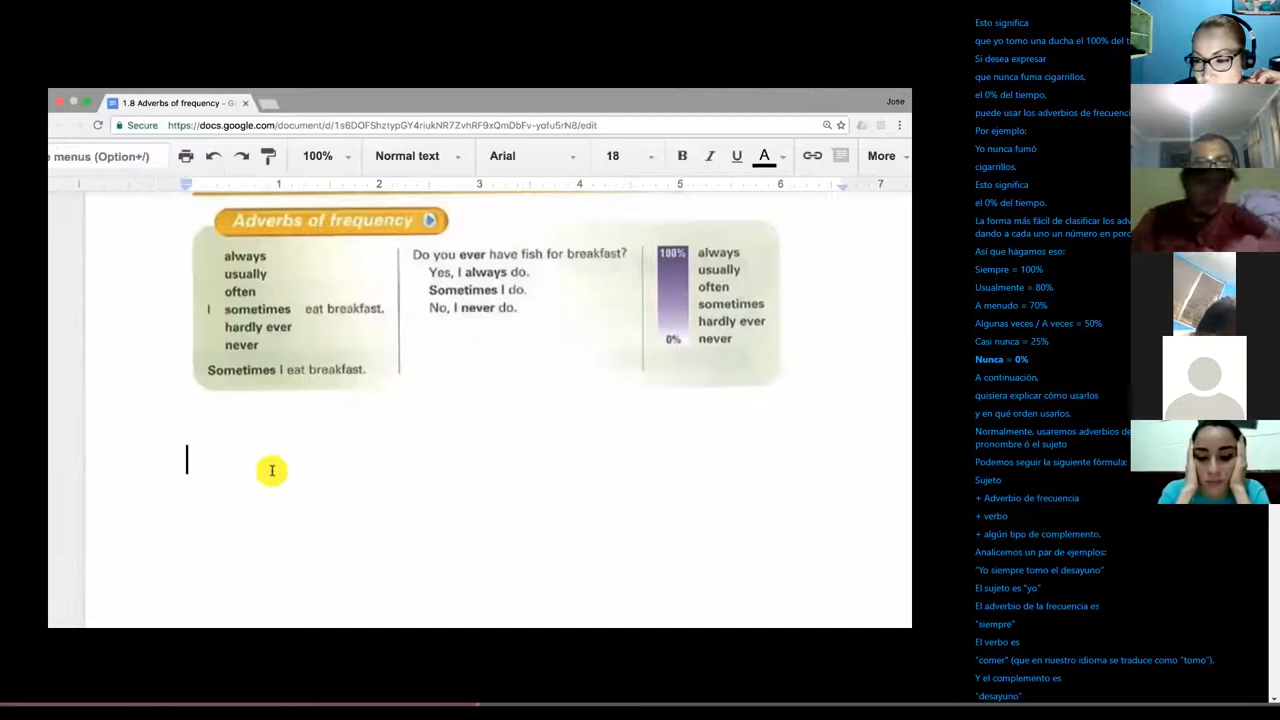 1.8 Adverbs of frequency - Go
Jose
Secure
https://docs.google.com/document/d/1s6DOFShztypGY4riukNR7ZvhRF9xQmDbFv-yofu5rN8/edit
he menus (Option+/)
100%
Normal text
Arial
18
B
I
U
A
More
1 2 3 4 5 6 7
Adverbs of frequency
always
usually
often
I sometimes eat breakfast.
hardly ever
never
Sometimes I eat breakfast.
Do you ever have fish for breakfast?
Yes, I always do.
Sometimes I do.
No, I never do.
100% always
usually
often
sometimes
hardly ever
0% never
Esto significa
que yo tomo una ducha el 100% del t
Si desea expresar
que nunca fuma cigarrillos,
el 0% del tiempo,
puede usar los adverbios de frecuenci
Por ejemplo:
Yo nunca fumó
cigarrillos.
Esto significa
el 0% del tiempo.
La forma más fácil de clasificar los adv
dando a cada uno un número en porc
Así que hagamos eso:
Siempre = 100%
Usualmente = 80%
A menudo = 70%
Algunas veces / A veces = 50%
Casi nunca = 25%
Nunca = 0%
A continuación,
quisiera explicar cómo usarlos
y en qué orden usarlos.
Normalmente, usaremos adverbios de
pronombre ó el sujeto
Podemos seguir la siguiente fórmula:
Sujeto
+ Adverbio de frecuencia
+ verbo
+ algún tipo de complemento.
Analicemos un par de ejemplos:
"Yo siempre tomo el desayuno"
El sujeto es "yo"
El adverbio de la frecuencia es
"siempre"
El verbo es
"comer" (que en nuestro idioma se traduce como "tomo").
Y el complemento es
"desayuno"